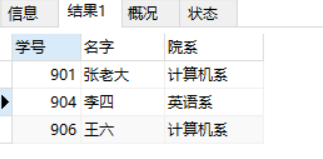 信息 结果1 概况 状态
学号 名字 院系
901 张老大 计算机系
904 李四 英语系
906 王六 计算机系